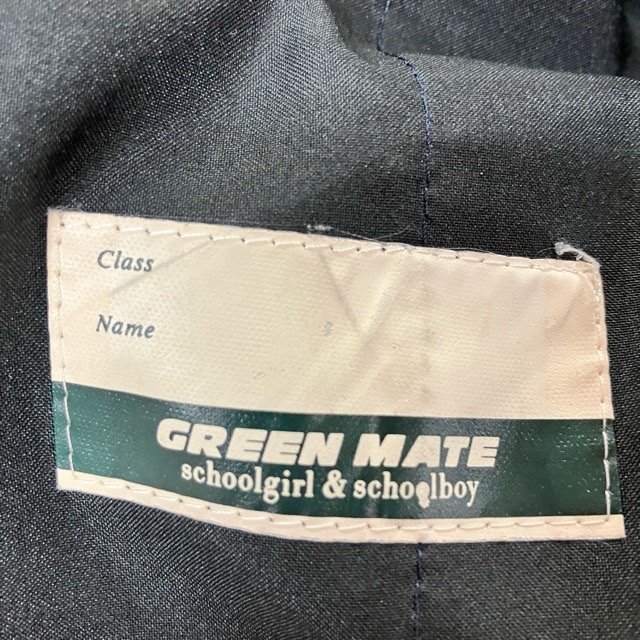 Class
Name
GREEN MATE
schoolgirl & schoolboy